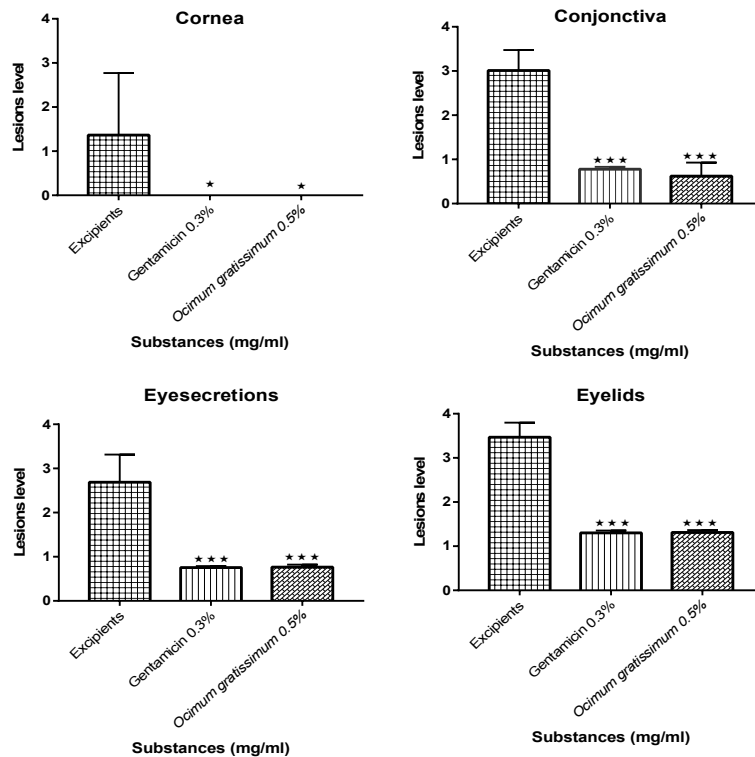 Cornea
4
3
2
1
0
Lesions level
★
★
Excipients
Gentamicin 0.3%
Ocimum gratissimum 0.5%
Substances (mg/ml)
Conjonctiva
4
3
2
1
0
Lesions level
★★★
★★★
Excipients
Gentamicin 0.3%
Ocimum gratissimum 0.5%
Substances (mg/ml)
Eyesecretions
4
3
2
1
0
Lesions level
★★★
★★★
Excipients
Gentamicin 0.3%
Ocimum gratissimum 0.5%
Substances (mg/ml)
Eyelids
4
3
2
1
0
Lesions level
★★★
★★★
Excipients
Gentamicin 0.3%
Ocimum gratissimum 0.5%
Substances (mg/ml)